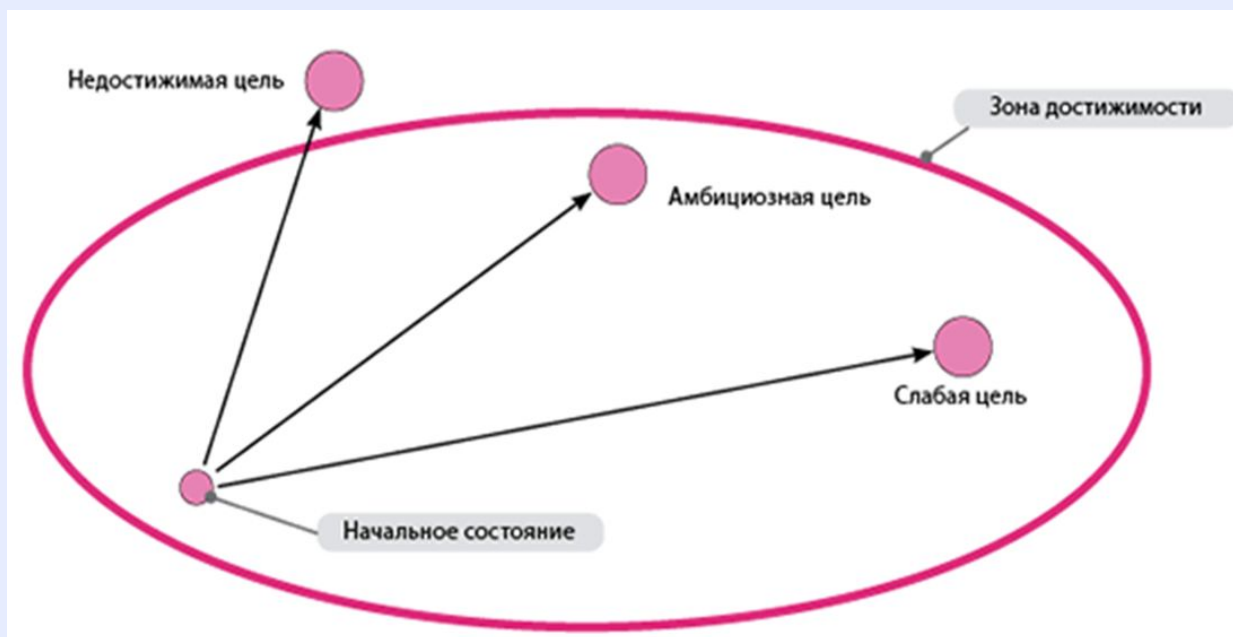 Недостижимая цель
Зона достижимости
Амбициозная цель
Слабая цель
Начальное состояние